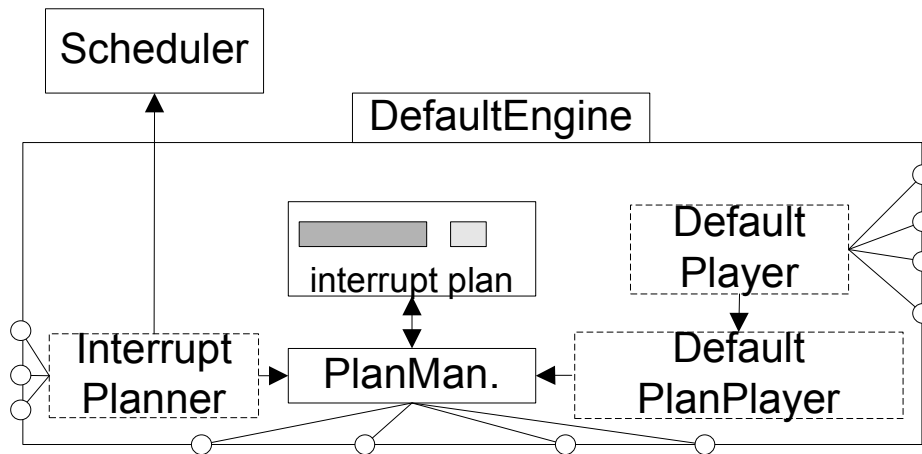 Scheduler
DefaultEngine
interrupt plan
Default
Player
Interrupt
Planner
PlanMan.
Default
PlanPlayer